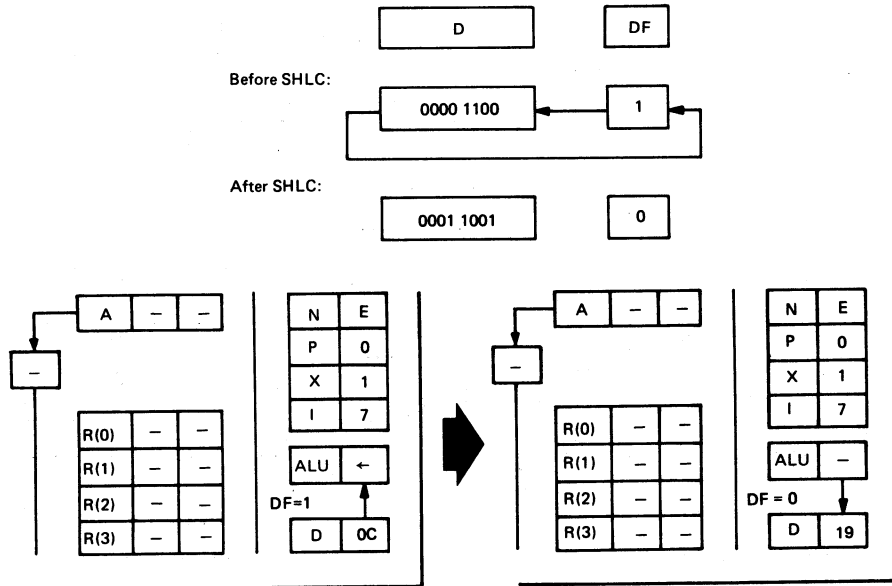 D DF
Before SHLC:
0000 1100 1
After SHLC:
0001 1001 0
A – –
–
N E
P 0
X 1
I 7
R(0) – –
R(1) – –
R(2) – –
R(3) – –
ALU ←
DF=1
D 0C
A – –
–
N E
P 0
X 1
I 7
R(0) – –
R(1) – –
R(2) – –
R(3) – –
ALU –
DF = 0
D 19